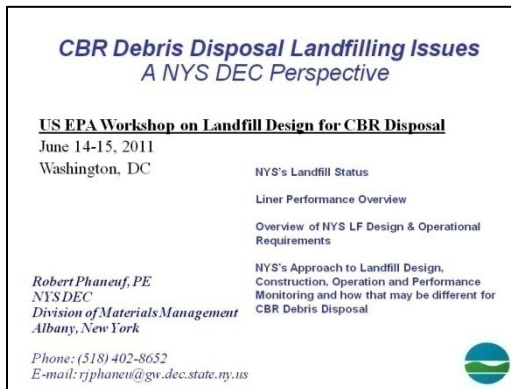 CBR Debris Disposal Landfilling Issues
A NYS DEC Perspective
US EPA Workshop on Landfill Design for CBR Disposal
June 14-15, 2011
Washington, DC
NYS's Landfill Status
Liner Performance Overview
Overview of NYS LF Design & Operational
Requirements
NYS's Approach to Landfill Design,
Construction, Operation and Performance
Monitoring and how that may be different for
CBR Debris Disposal
Robert Phaneuf, PE
NYS DEC
Division of Materials Management
Albany, New York
Phone: (518) 402-8652
E-mail: rjphaneu@gw.dec.state.ny.us